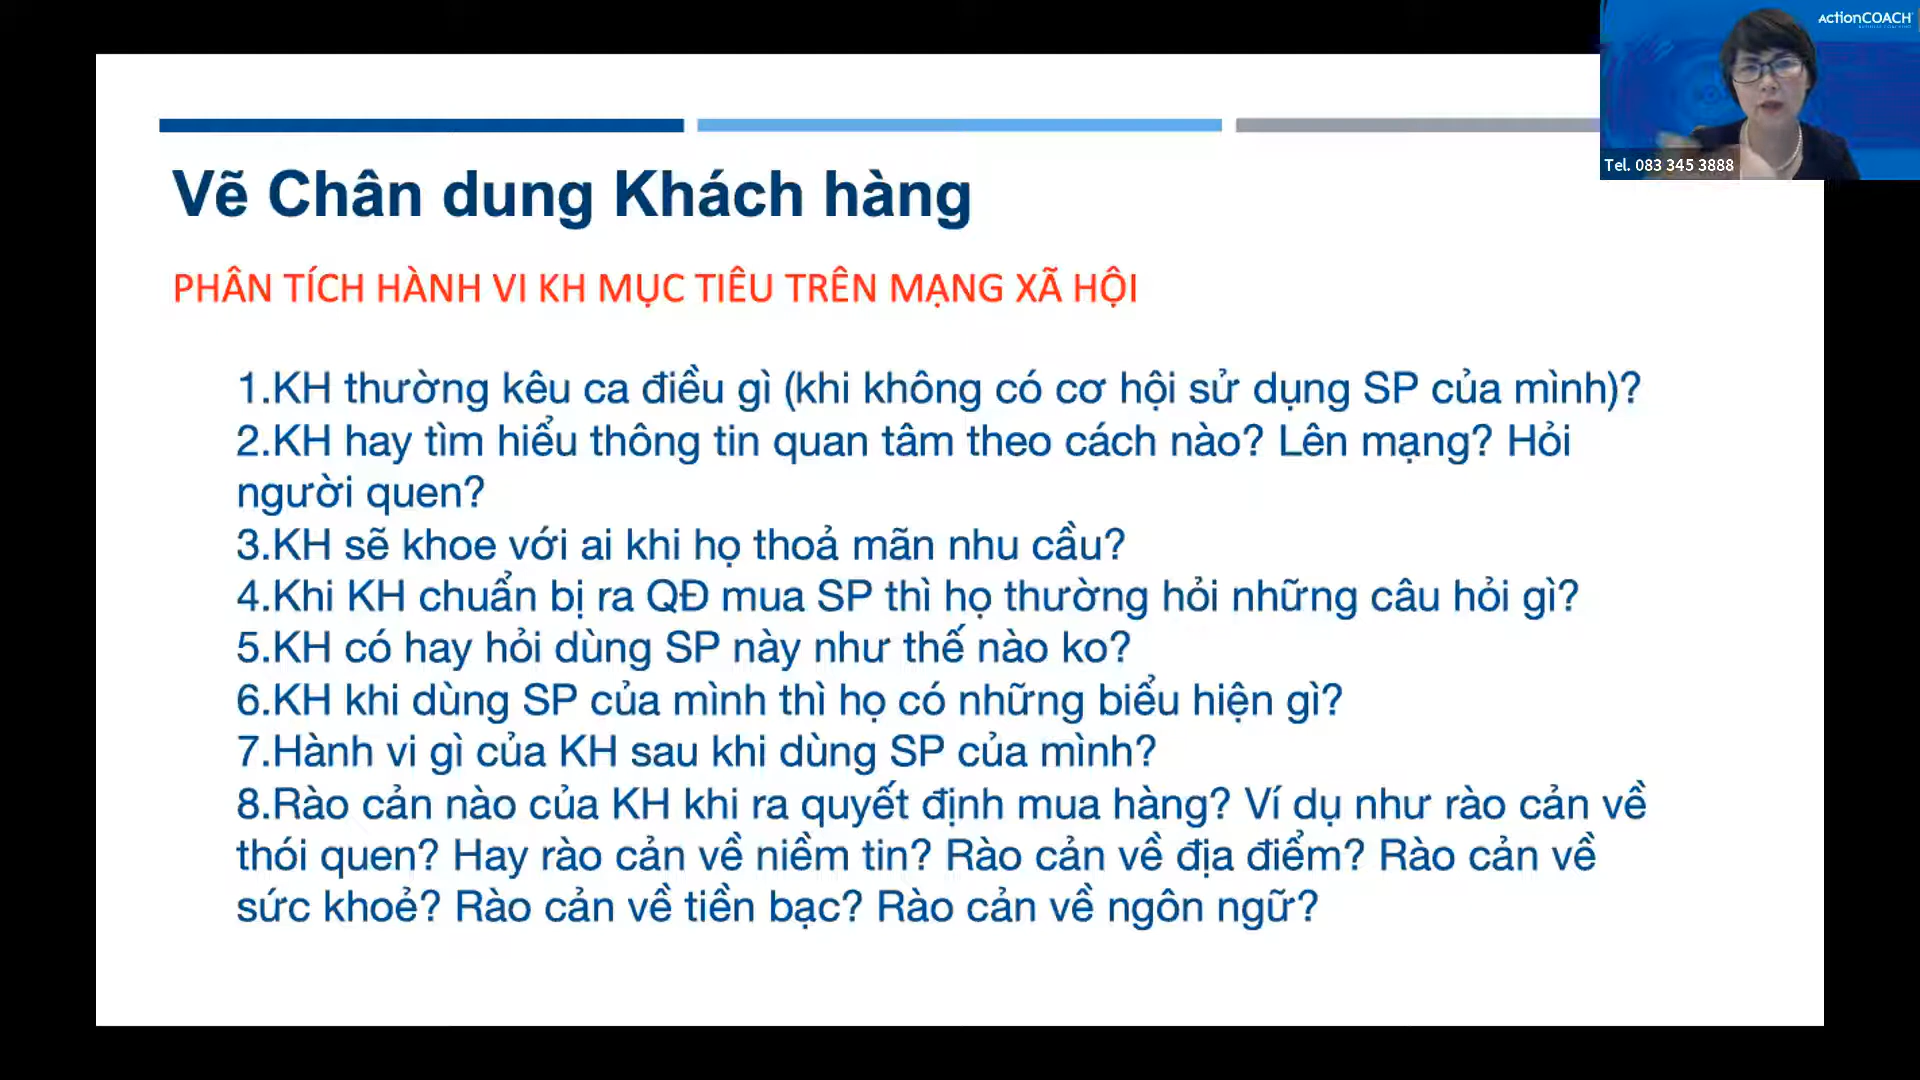 ActionCOACH
Tel. 083 345 3888
Vẽ Chân dung Khách hàng
PHÂN TÍCH HÀNH VI KH MỤC TIÊU TRÊN MẠNG XÃ HỘI
1.KH thường kêu ca điều gì (khi không có cơ hội sử dụng SP của mình)?
2.KH hay tìm hiểu thông tin quan tâm theo cách nào? Lên mạng? Hỏi
người quen?
3.KH sẽ khoe với ai khi họ thoả mãn nhu cầu?
4.Khi KH chuẩn bị ra QĐ mua SP thì họ thường hỏi những câu hỏi gì?
5.KH có hay hỏi dùng SP này như thế nào ko?
6.KH khi dùng SP của mình thì họ có những biểu hiện gì?
7.Hành vi gì của KH sau khi dùng SP của mình?
8.Rào cản nào của KH khi ra quyết định mua hàng? Ví dụ như rào cản về
thói quen? Hay rào cản về niềm tin? Rào cản về địa điểm? Rào cản về
sức khoẻ? Rào cản về tiền bạc? Rào cản về ngôn ngữ?